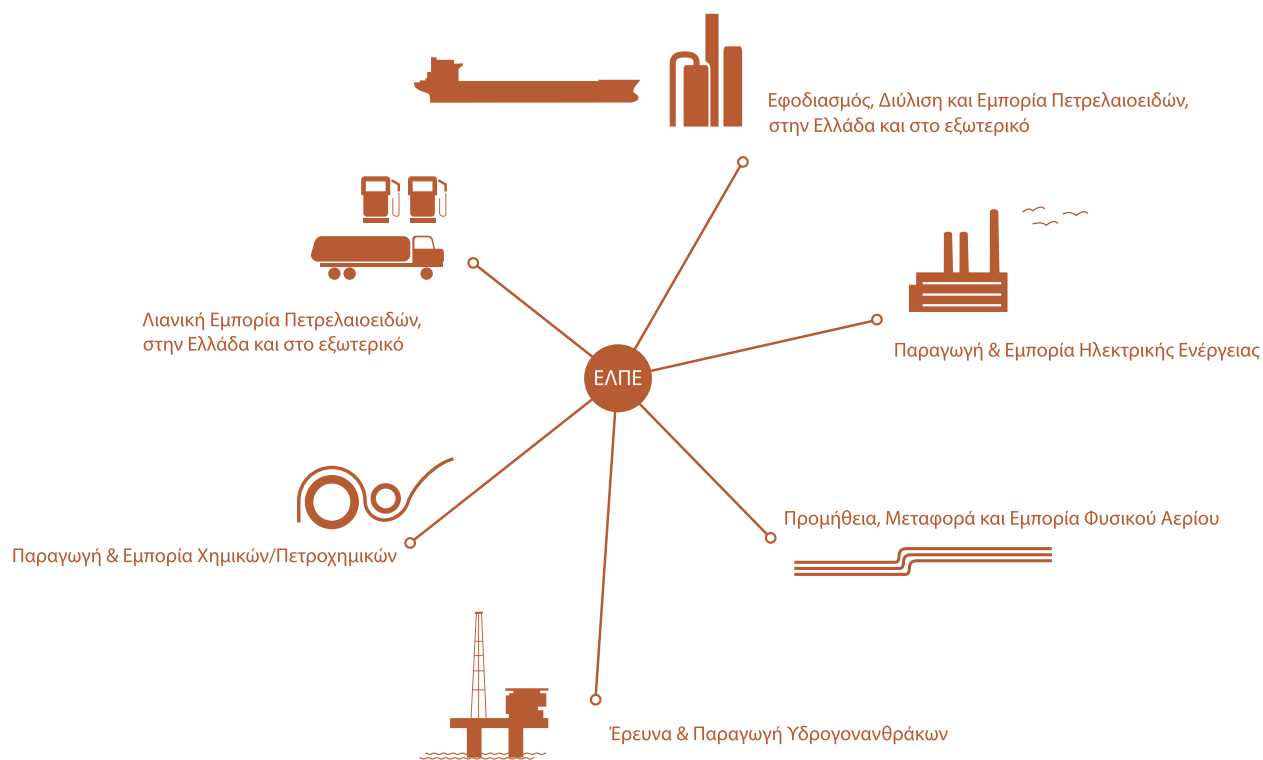 Εφοδιασμός, Διύλιση και Εμπορία Πετρελαιοειδών,
στην Ελλάδα και στο εξωτερικό
Λιανική Εμπορία Πετρελαιοειδών,
στην Ελλάδα και στο εξωτερικό
Παραγωγή & Εμπορία Ηλεκτρικής Ενέργειας
ΕΛΠΕ
Προμήθεια, Μεταφορά και Εμπορία Φυσικού Αερίου
Παραγωγή & Εμπορία Χημικών/Πετροχημικών
Έρευνα & Παραγωγή Υδρογονανθράκων